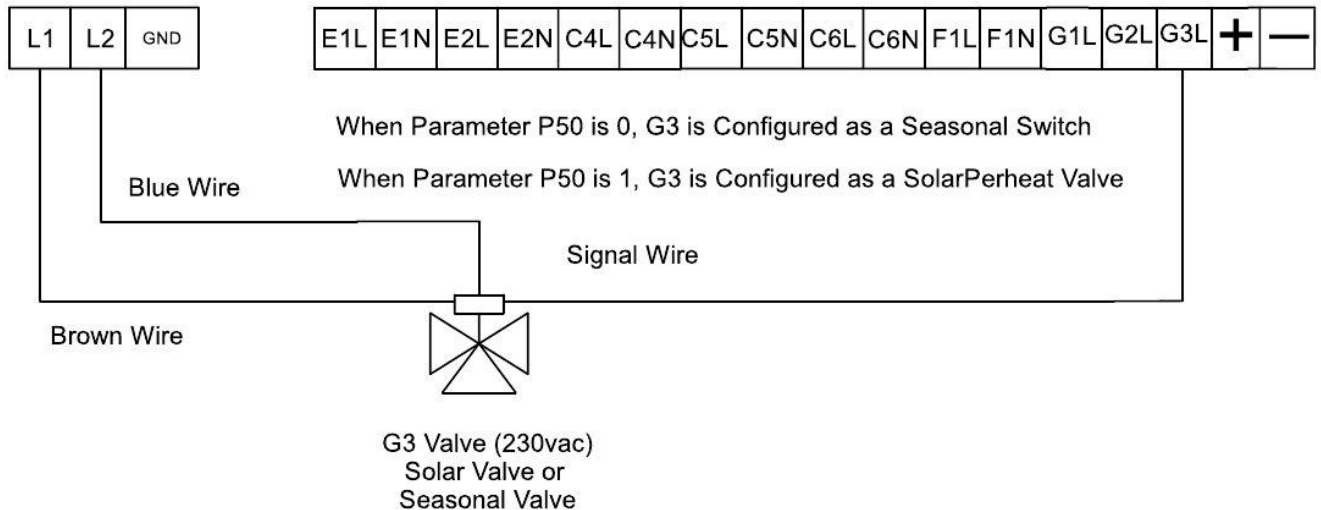 L1 L2 GND E1L E1N E2L E2N C4L C4N C5L C5N C6L C6N F1L F1N G1L G2L G3L + —
When Parameter P50 is 0, G3 is Configured as a Seasonal Switch
When Parameter P50 is 1, G3 is Configured as a SolarPerheat Valve
Blue Wire
Signal Wire
Brown Wire
G3 Valve (230vac)
Solar Valve or
Seasonal Valve